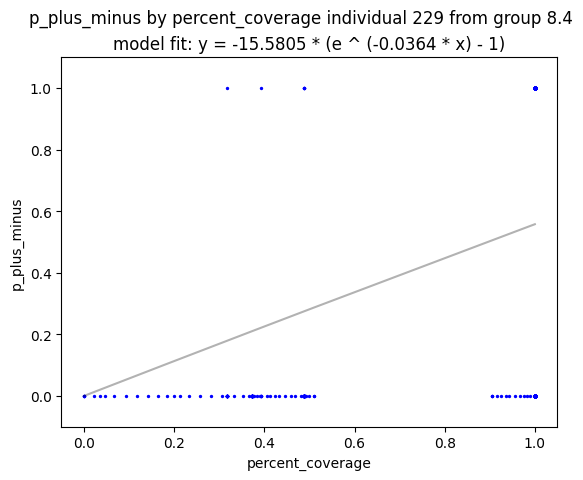 p_plus_minus by percent_coverage individual 229 from group 8.4
model fit: y = -15.5805 * (e ^ (-0.0364 * x) - 1)
1.0
0.8
0.6
0.4
0.2
0.0
p_plus_minus
0.0 0.2 0.4 0.6 0.8 1.0
percent_coverage